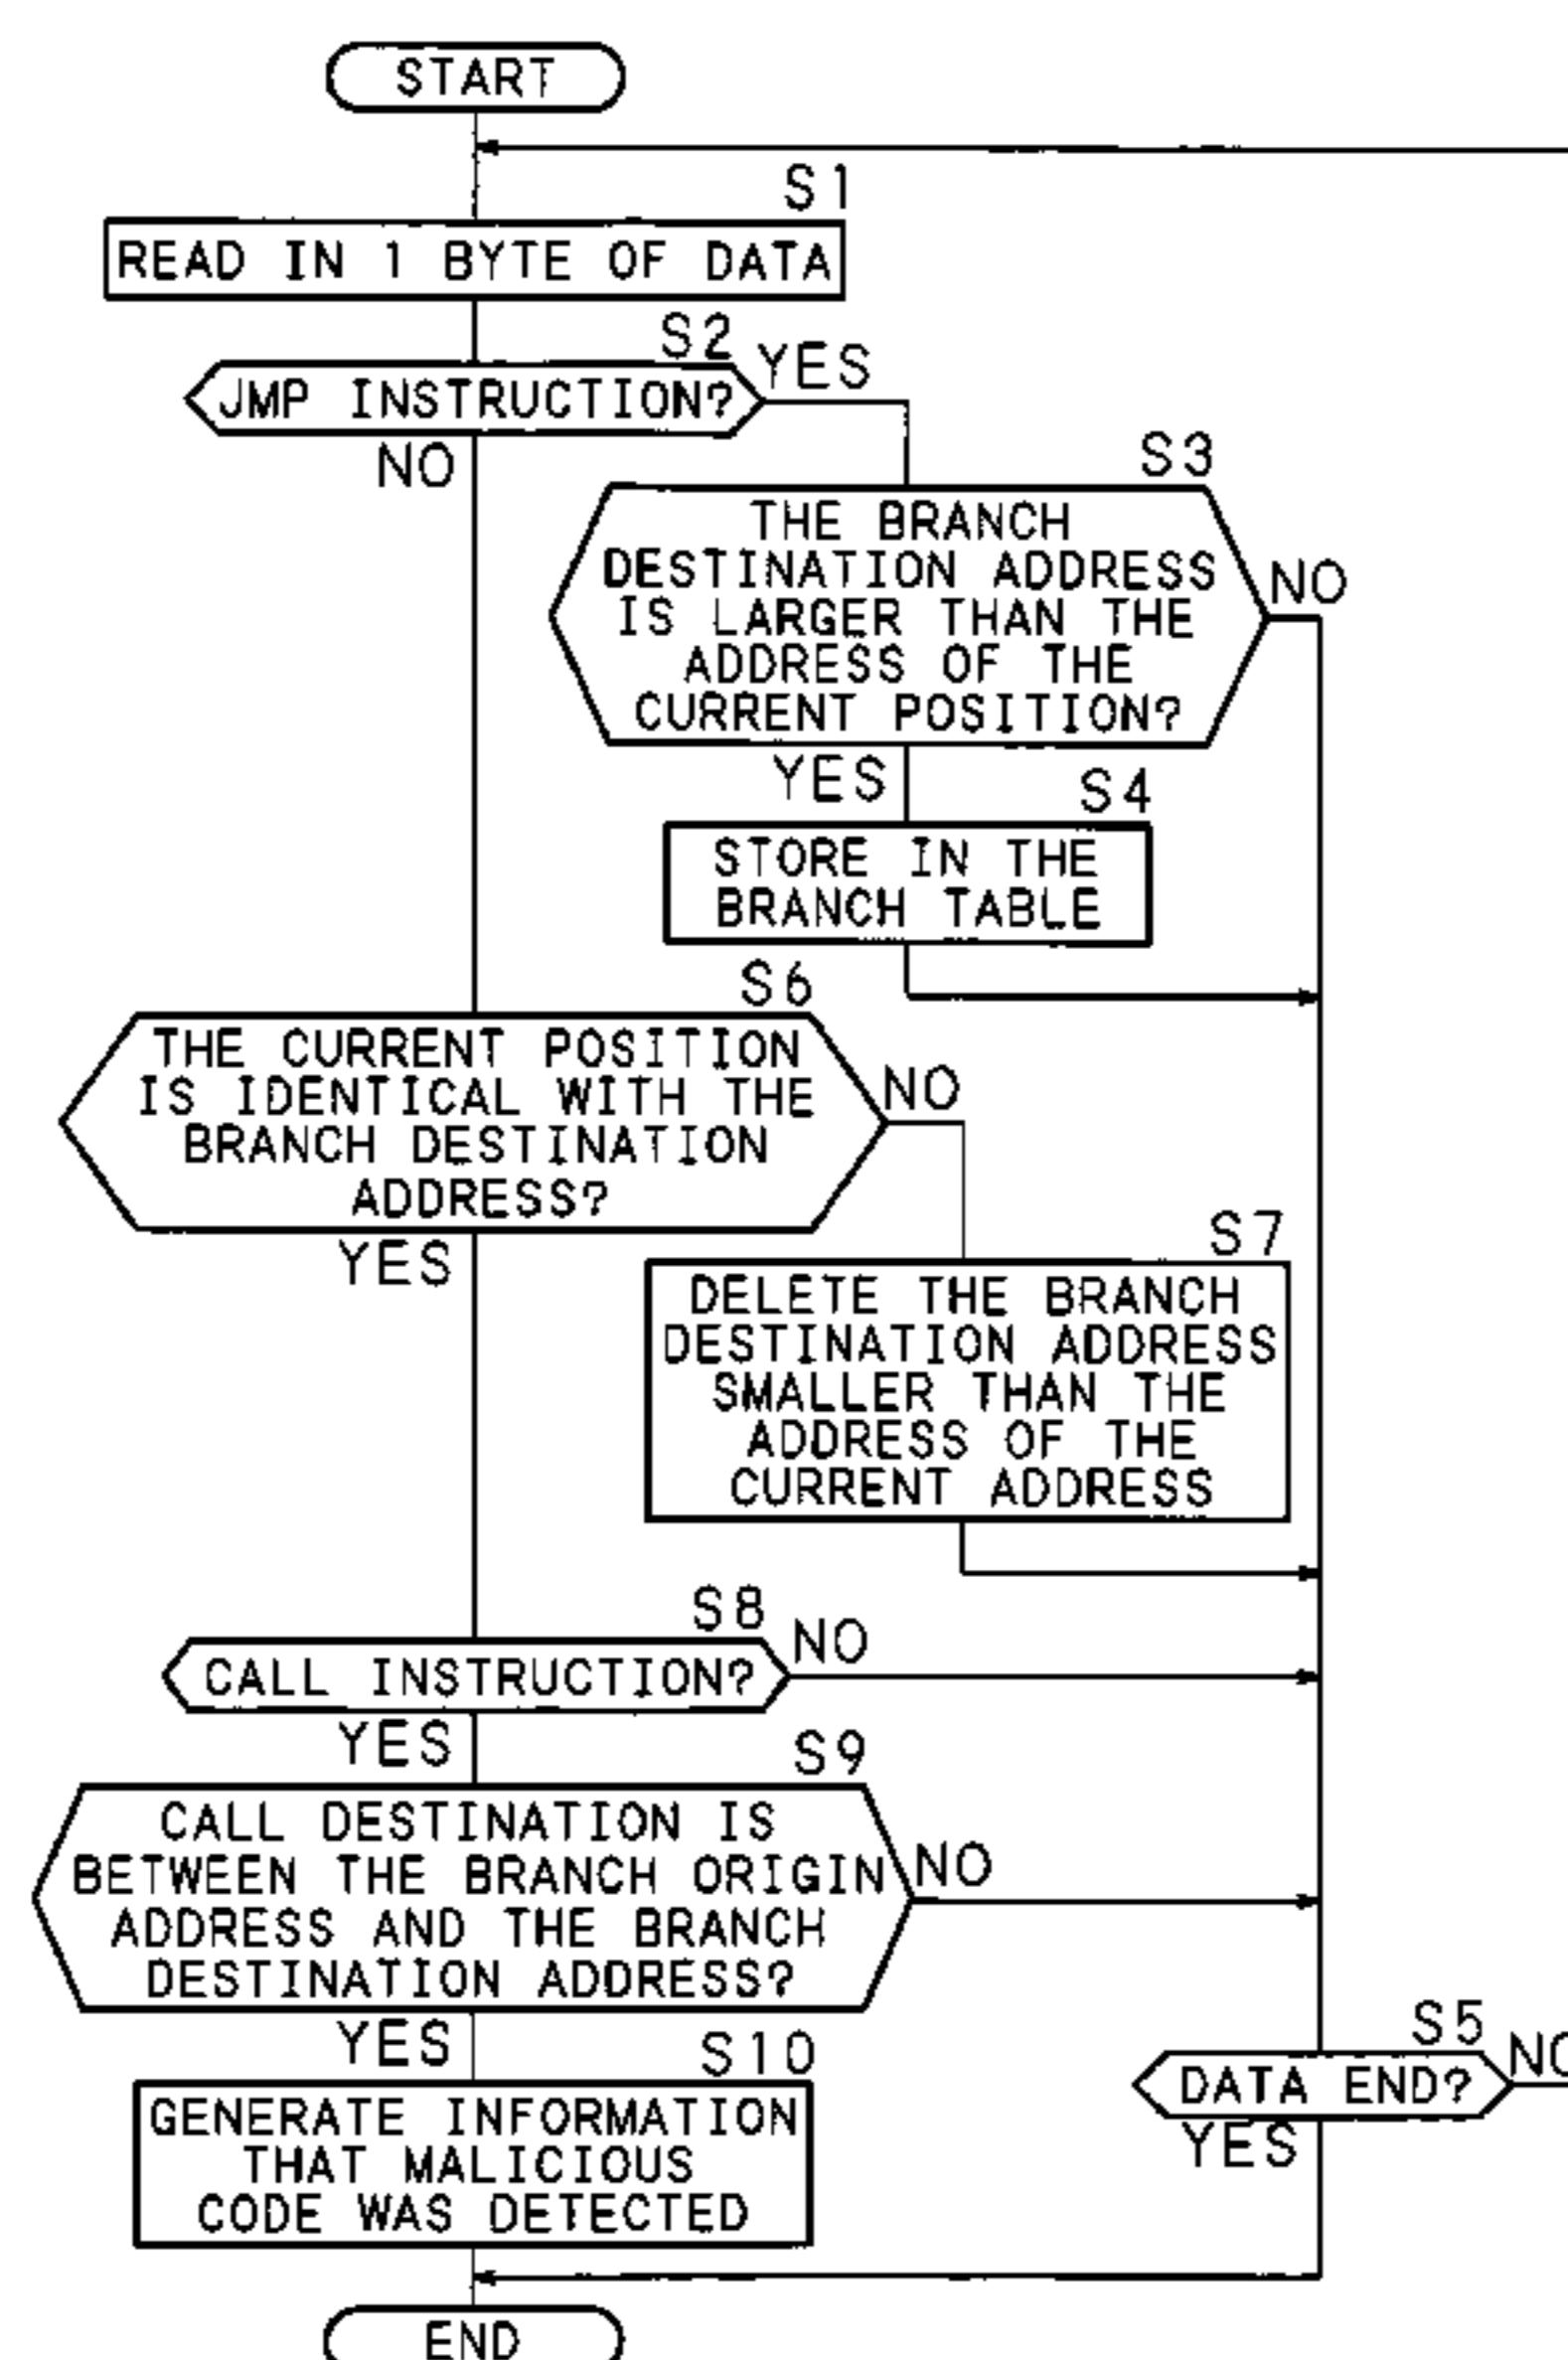 START
S1
READ IN 1 BYTE OF DATA
S2
JMP INSTRUCTION?
YES
NO
S3
THE BRANCH
DESTINATION ADDRESS
IS LARGER THAN THE
ADDRESS OF THE
CURRENT POSITION?
NO
YES
S4
STORE IN THE
BRANCH TABLE
S6
THE CURRENT POSITION
IS IDENTICAL WITH THE
BRANCH DESTINATION
ADDRESS?
NO
YES
S7
DELETE THE BRANCH
DESTINATION ADDRESS
SMALLER THAN THE
ADDRESS OF THE
CURRENT ADDRESS
S8
CALL INSTRUCTION?
NO
YES
S9
CALL DESTINATION IS
BETWEEN THE BRANCH ORIGIN
ADDRESS AND THE BRANCH
DESTINATION ADDRESS?
NO
YES
S10
GENERATE INFORMATION
THAT MALICIOUS
CODE WAS DETECTED
S5
DATA END?
NO
YES
END